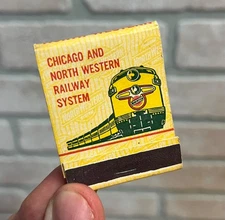 CHICAGO AND
NORTH WESTERN
RAILWAY
SYSTEM